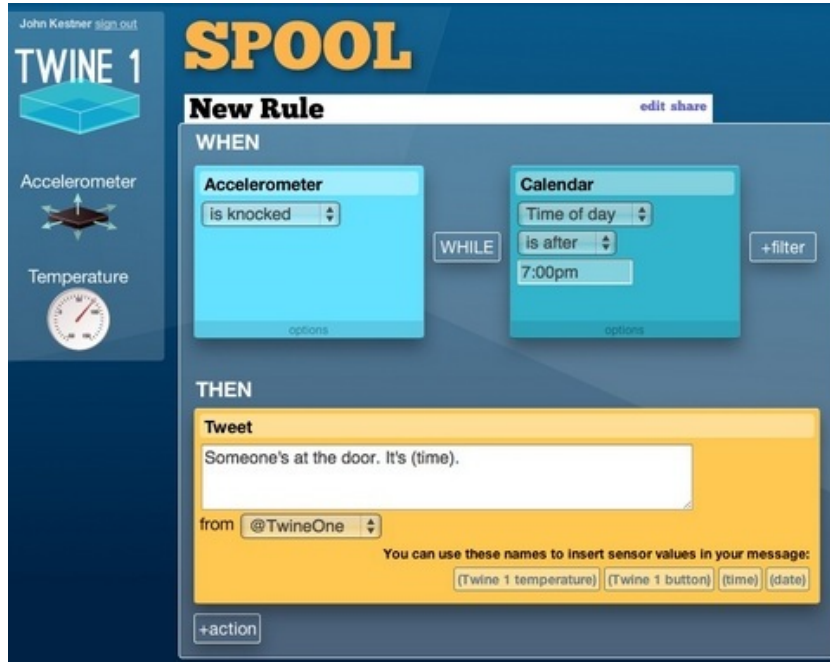 John Kestner sign out
TWINE 1
Accelerometer
Temperature
SPOOL
New Rule
edit share
WHEN
Accelerometer
is knocked
options
WHILE
Calendar
Time of day
is after
7:00pm
options
+filter
THEN
Tweet
Someone's at the door. It's (time).
from @TwineOne
You can use these names to insert sensor values in your message:
(Twine 1 temperature) (Twine 1 button) (time) (date)
+action